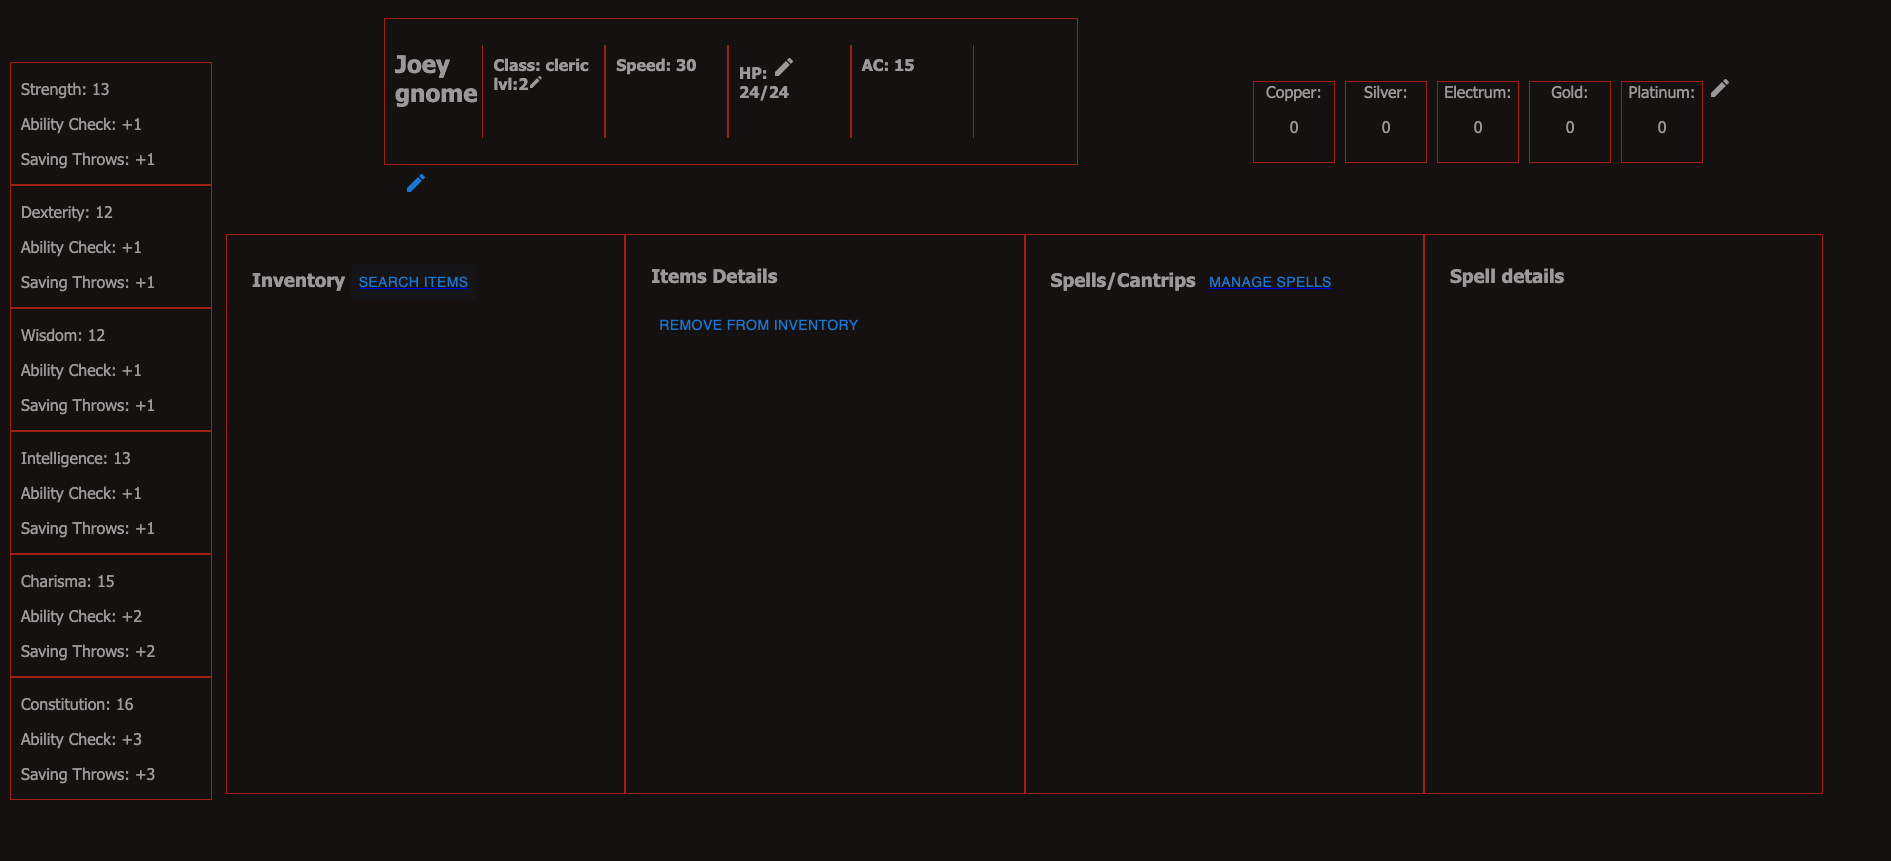 Joey
gnome
Class: cleric
lvl:2
Speed: 30
HP:
24/24
AC: 15
Copper:
0
Silver:
0
Electrum:
0
Gold:
0
Platinum:
0
Strength: 13
Ability Check: +1
Saving Throws: +1
Dexterity: 12
Ability Check: +1
Saving Throws: +1
Wisdom: 12
Ability Check: +1
Saving Throws: +1
Intelligence: 13
Ability Check: +1
Saving Throws: +1
Charisma: 15
Ability Check: +2
Saving Throws: +2
Constitution: 16
Ability Check: +3
Saving Throws: +3
Inventory SEARCH ITEMS
Items Details
REMOVE FROM INVENTORY
Spells/Cantrips MANAGE SPELLS
Spell details